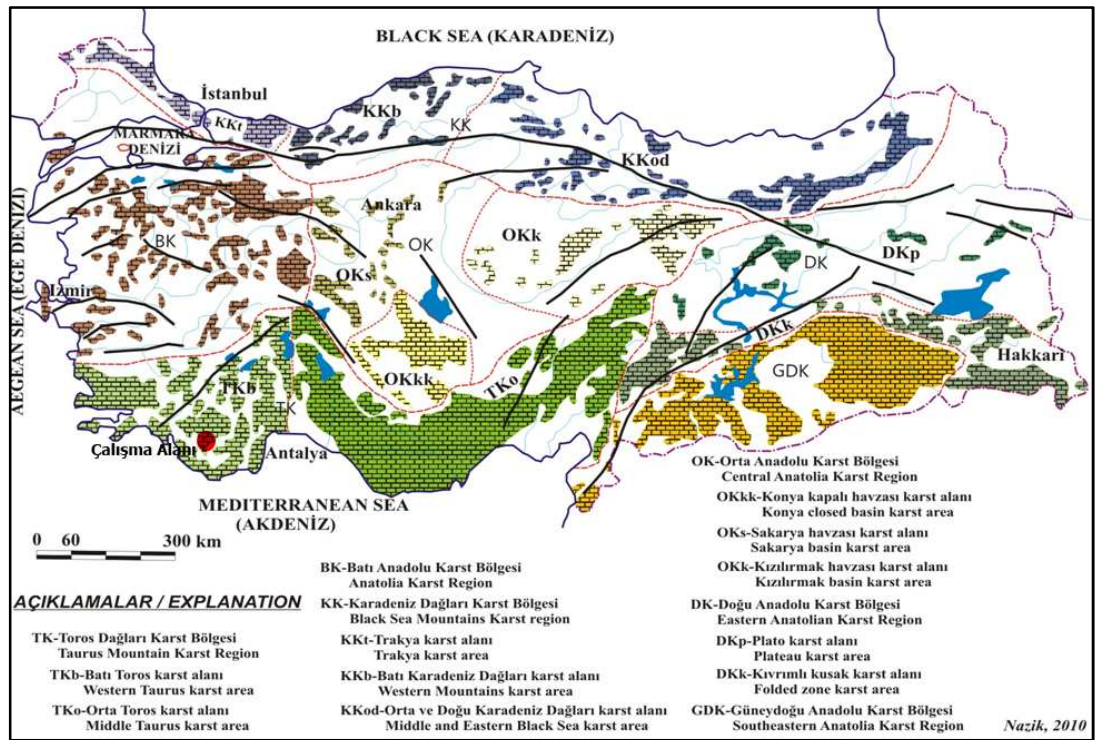 BLACK SEA (KARADENİZ)
İstanbul
KKt
KKb
KK
MARMARA
DENİZİ
KKod
Ankara
BK
OK
OKk
DK
DKp
AEGEAN SEA (EGE DENIZI)
Izmir
OKs
DKk
Hakkari
TKb
OKkk
TKo
GDK
TK
Çalışma Alanı
Antalya
MEDITERRANEAN SEA
(AKDENİZ)
0 60 300 km
AÇIKLAMALAR / EXPLANATION
TK-Toros Dağları Karst Bölgesi
Taurus Mountain Karst Region
TKb-Batı Toros karst alanı
Western Taurus karst area
TKo-Orta Toros karst alanı
Middle Taurus karst area
BK-Batı Anadolu Karst Bölgesi
Anatolia Karst Region
KK-Karadeniz Dağları Karst Bölgesi
Black Sea Mountains Karst region
KKt-Trakya karst alanı
Trakya karst area
KKb-Batı Karadeniz Dağları karst alanı
Western Mountains karst area
KKod-Orta ve Doğu Karadeniz Dağları karst alanı
Middle and Eastern Black Sea karst area
OK-Orta Anadolu Karst Bölgesi
Central Anatolia Karst Region
OKkk-Konya kapalı havzası karst alanı
Konya closed basin karst area
OKs-Sakarya havzası karst alanı
Sakarya basin karst area
OKk-Kızılırmak havzası karst alanı
Kızılırmak basin karst area
DK-Doğu Anadolu Karst Bölgesi
Eastern Anatolian Karst Region
DKp-Plato karst alanı
Plateau karst area
DKk-Kıvrımlı kusak karst alanı
Folded zone karst area
GDK-Güneydoğu Anadolu Karst Bölgesi
Southeastern Anatolia Karst Region
Nazik, 2010